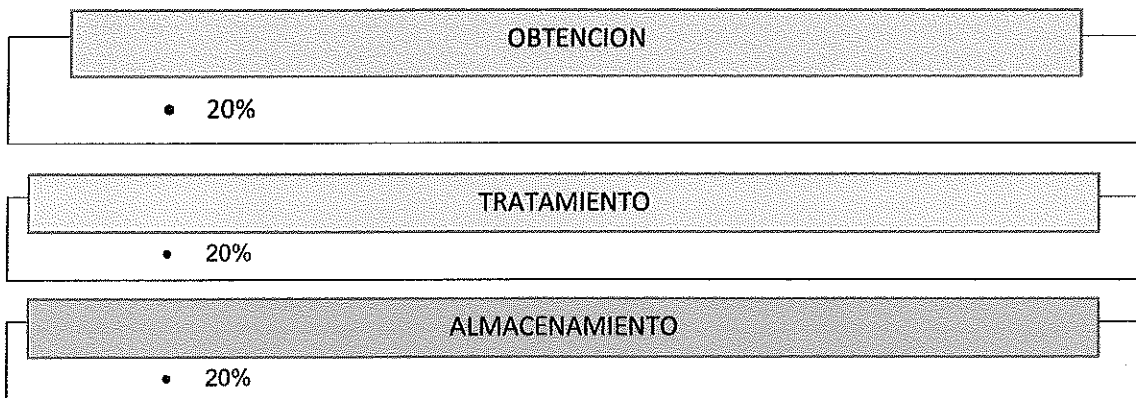 OBTENCION
• 20%
TRATAMIENTO
• 20%
ALMACENAMIENTO
• 20%